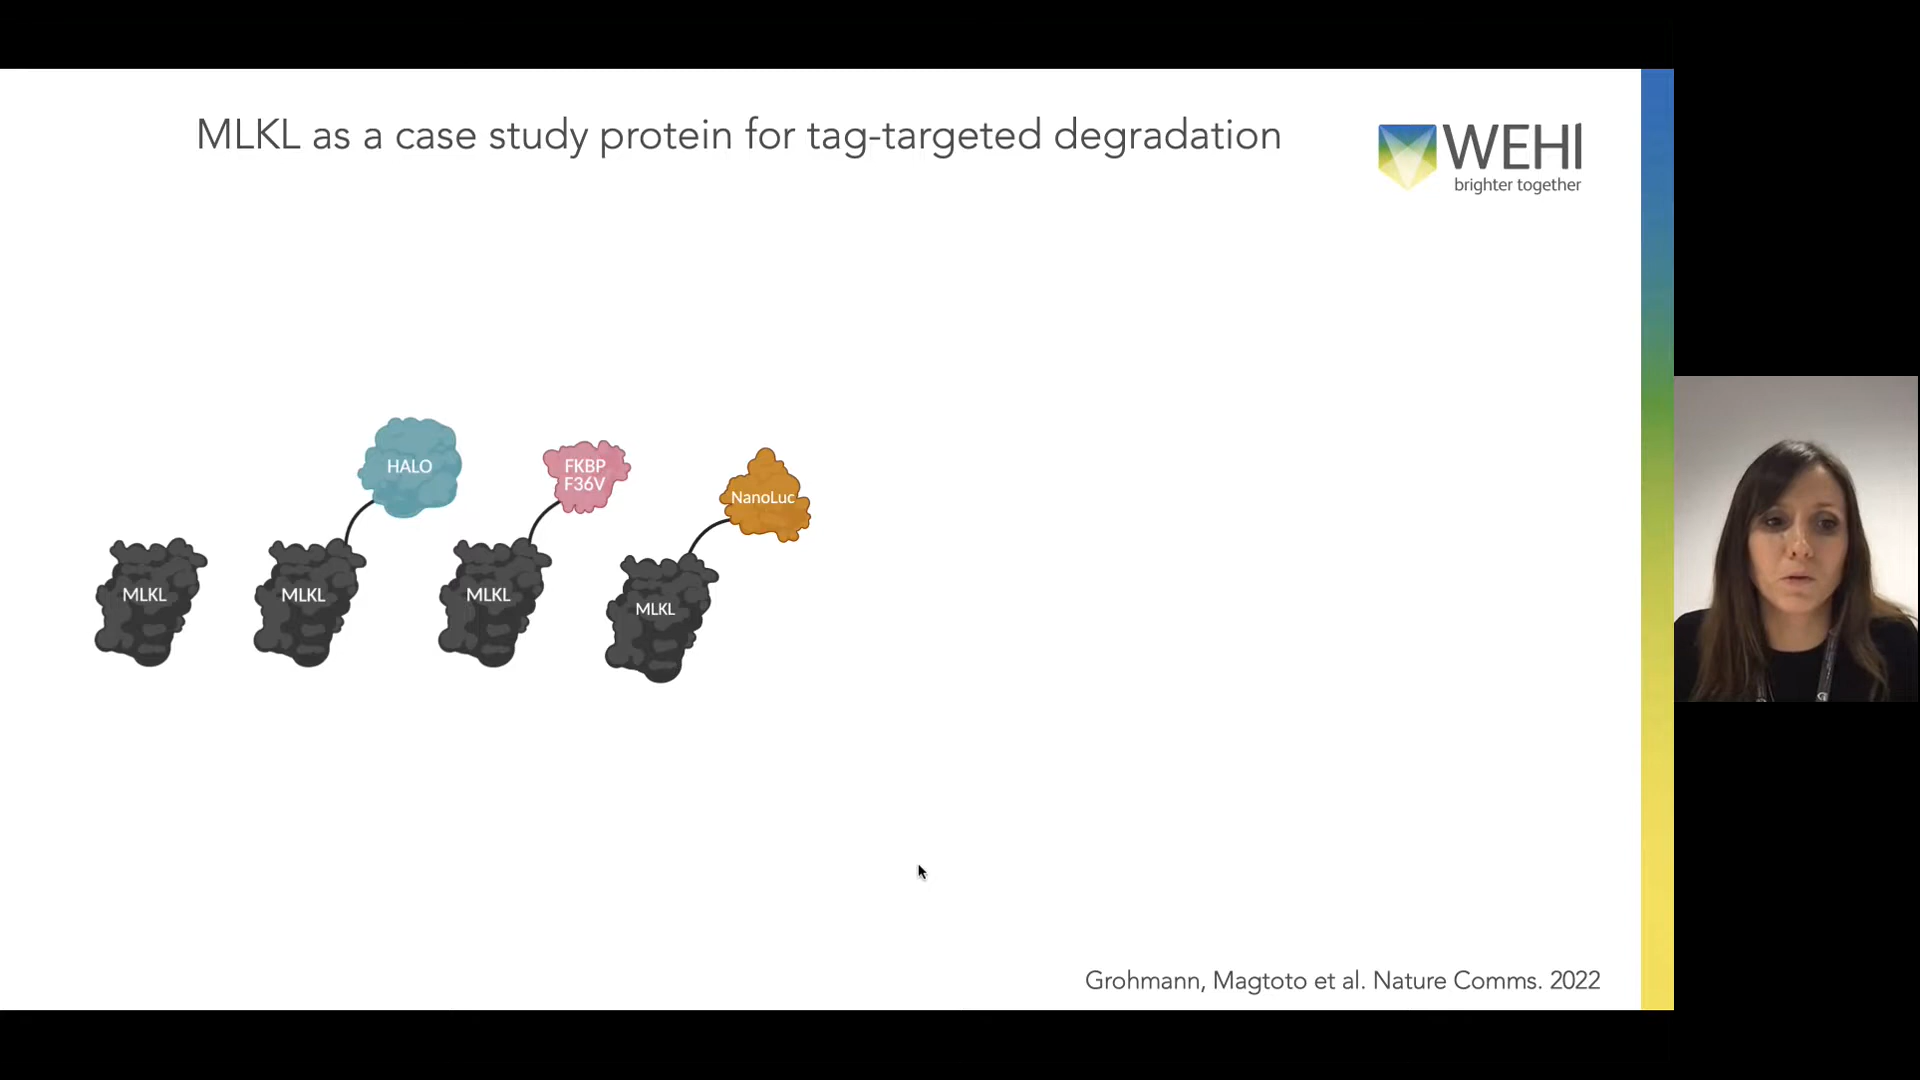 MLKL as a case study protein for tag-targeted degradation
WEHI
brighter together
HALO
FKBP
F36V
NanoLuc
MLKL
MLKL
MLKL
MLKL
Grohmann, Magtoto et al. Nature Comms. 2022